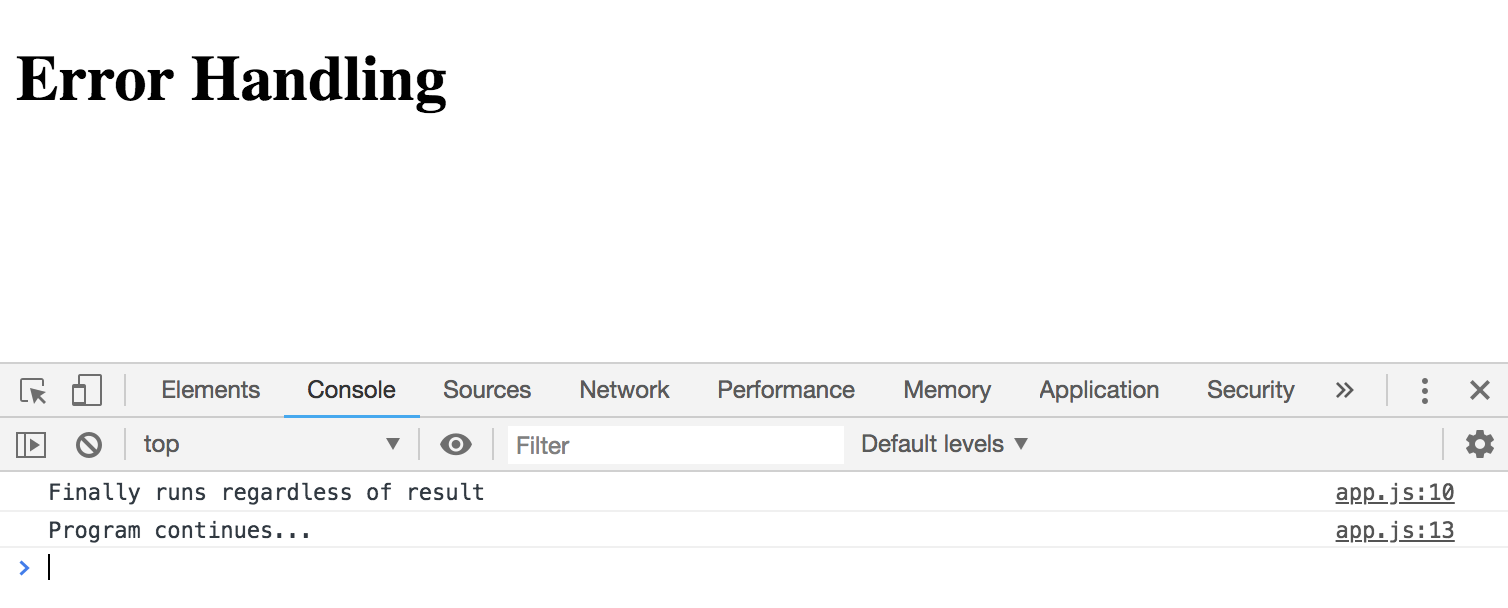 Error Handling
Elements Console Sources Network Performance Memory Application Security
top Filter Default levels
Finally runs regardless of result app.js:10
Program continues... app.js:13